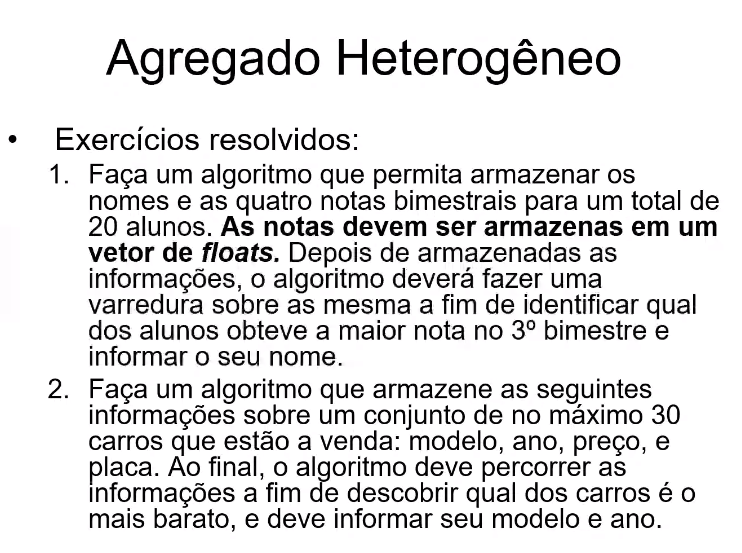 Agregado Heterogêneo
• Exercícios resolvidos:
1. Faça um algoritmo que permita armazenar os
nomes e as quatro notas bimestrais para um total de
20 alunos. As notas devem ser armazenas em um
vetor de floats. Depois de armazenadas as
informações, o algoritmo deverá fazer uma
varredura sobre as mesma a fim de identificar qual
dos alunos obteve a maior nota no 3º bimestre e
informar o seu nome.
2. Faça um algoritmo que armazene as seguintes
informações sobre um conjunto de no máximo 30
carros que estão a venda: modelo, ano, preço, e
placa. Ao final, o algoritmo deve percorrer as
informações a fim de descobrir qual dos carros é o
mais barato, e deve informar seu modelo e ano.